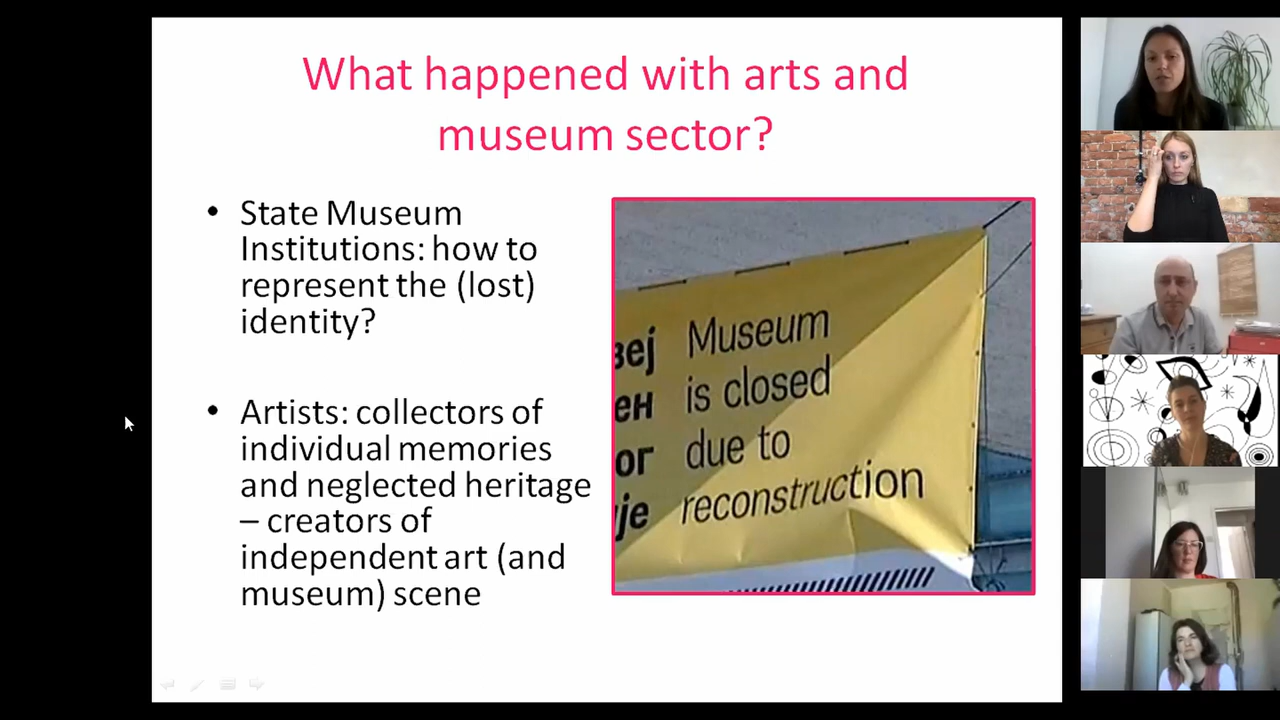 What happened with arts and
museum sector?
• State Museum
Institutions: how to
represent the (lost)
identity?
• Artists: collectors of
individual memories
and neglected heritage
– creators of
independent art (and
museum) scene
зеј
ен
ог
ије
Museum
is closed
due to
reconstruction